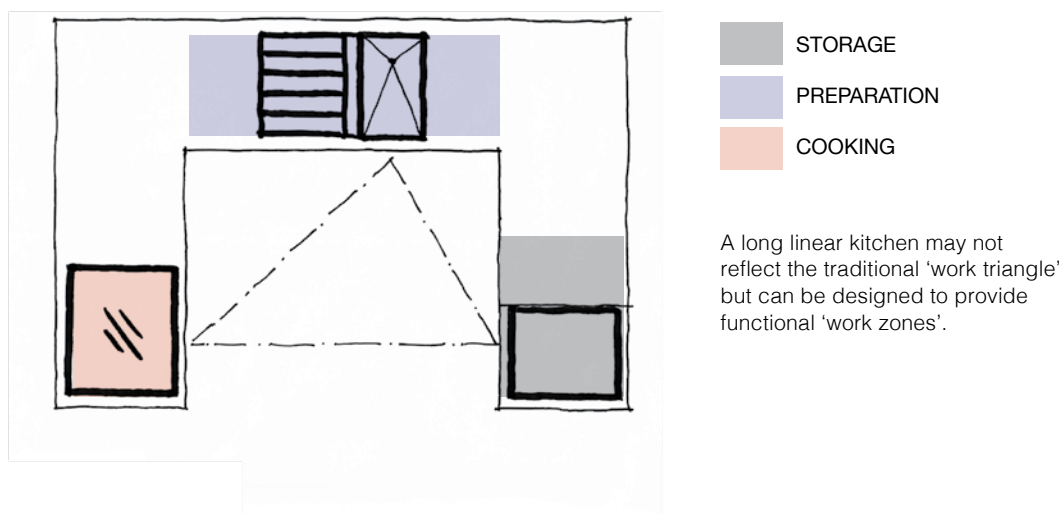 STORAGE
PREPARATION
COOKING
A long linear kitchen may not
reflect the traditional ‘work triangle’
but can be designed to provide
functional ‘work zones’.